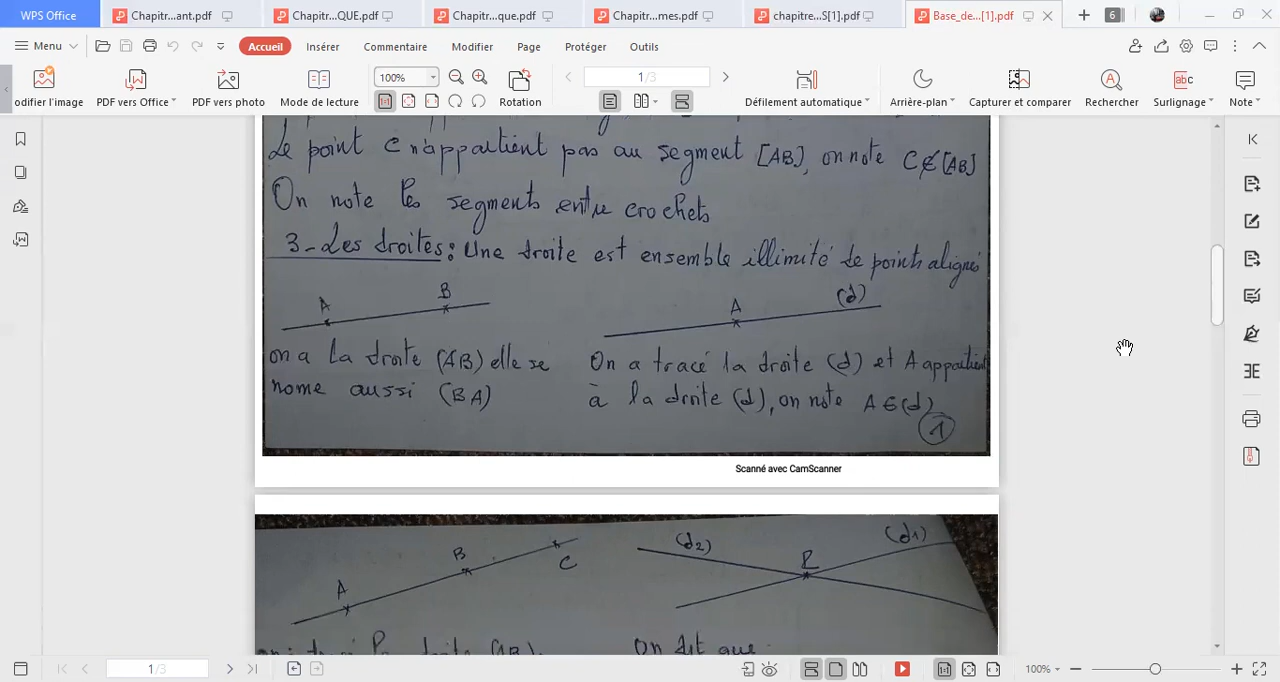 WPS Office
Chapitr...ant.pdf
Chapitr...QUE.pdf
Chapitr...que.pdf
Chapitr...mes.pdf
chapitre...S[1].pdf
Base_de...[1].pdf
6
Menu
Accueil
Insérer
Commentaire
Modifier
Page
Protéger
Outils
100%
1/3
odifier l'image
PDF vers Office
PDF vers photo
Mode de lecture
Rotation
Défilement automatique
Arrière-plan
Capturer et comparer
Rechercher
Surlignage
Note
Le point C n'appartient pas au segment [AB], on note C∉[AB]
On note les segments entre crochets
3- Les droites: Une droite est ensemble illimité de points alignés
A B
A (d)
on a la droite (AB) elle se
nome aussi (BA)
On a tracé la droite (d) et A appartient
à la droite (d), on note A∈(d)
1
Scanné avec CamScanner
A B C
(d2) (d1)
la droite (AB).
On dit que
1/3
100%